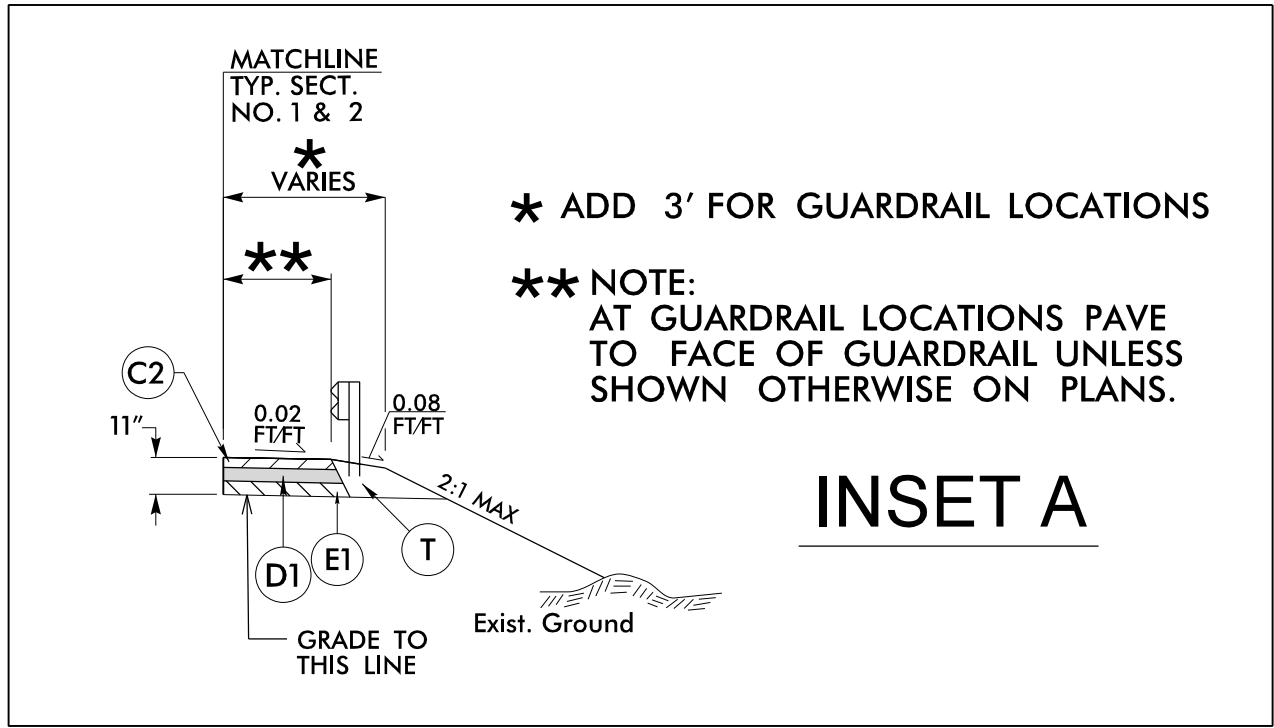 MATCHLINE
TYP. SECT.
NO. 1 & 2
*
VARIES
**
* ADD 3' FOR GUARDRAIL LOCATIONS
** NOTE:
AT GUARDRAIL LOCATIONS PAVE
TO FACE OF GUARDRAIL UNLESS
SHOWN OTHERWISE ON PLANS.
C2
11"
0.02
FT/FT
0.08
FT/FT
2:1 MAX
INSET A
D1
E1
T
Exist. Ground
GRADE TO
THIS LINE